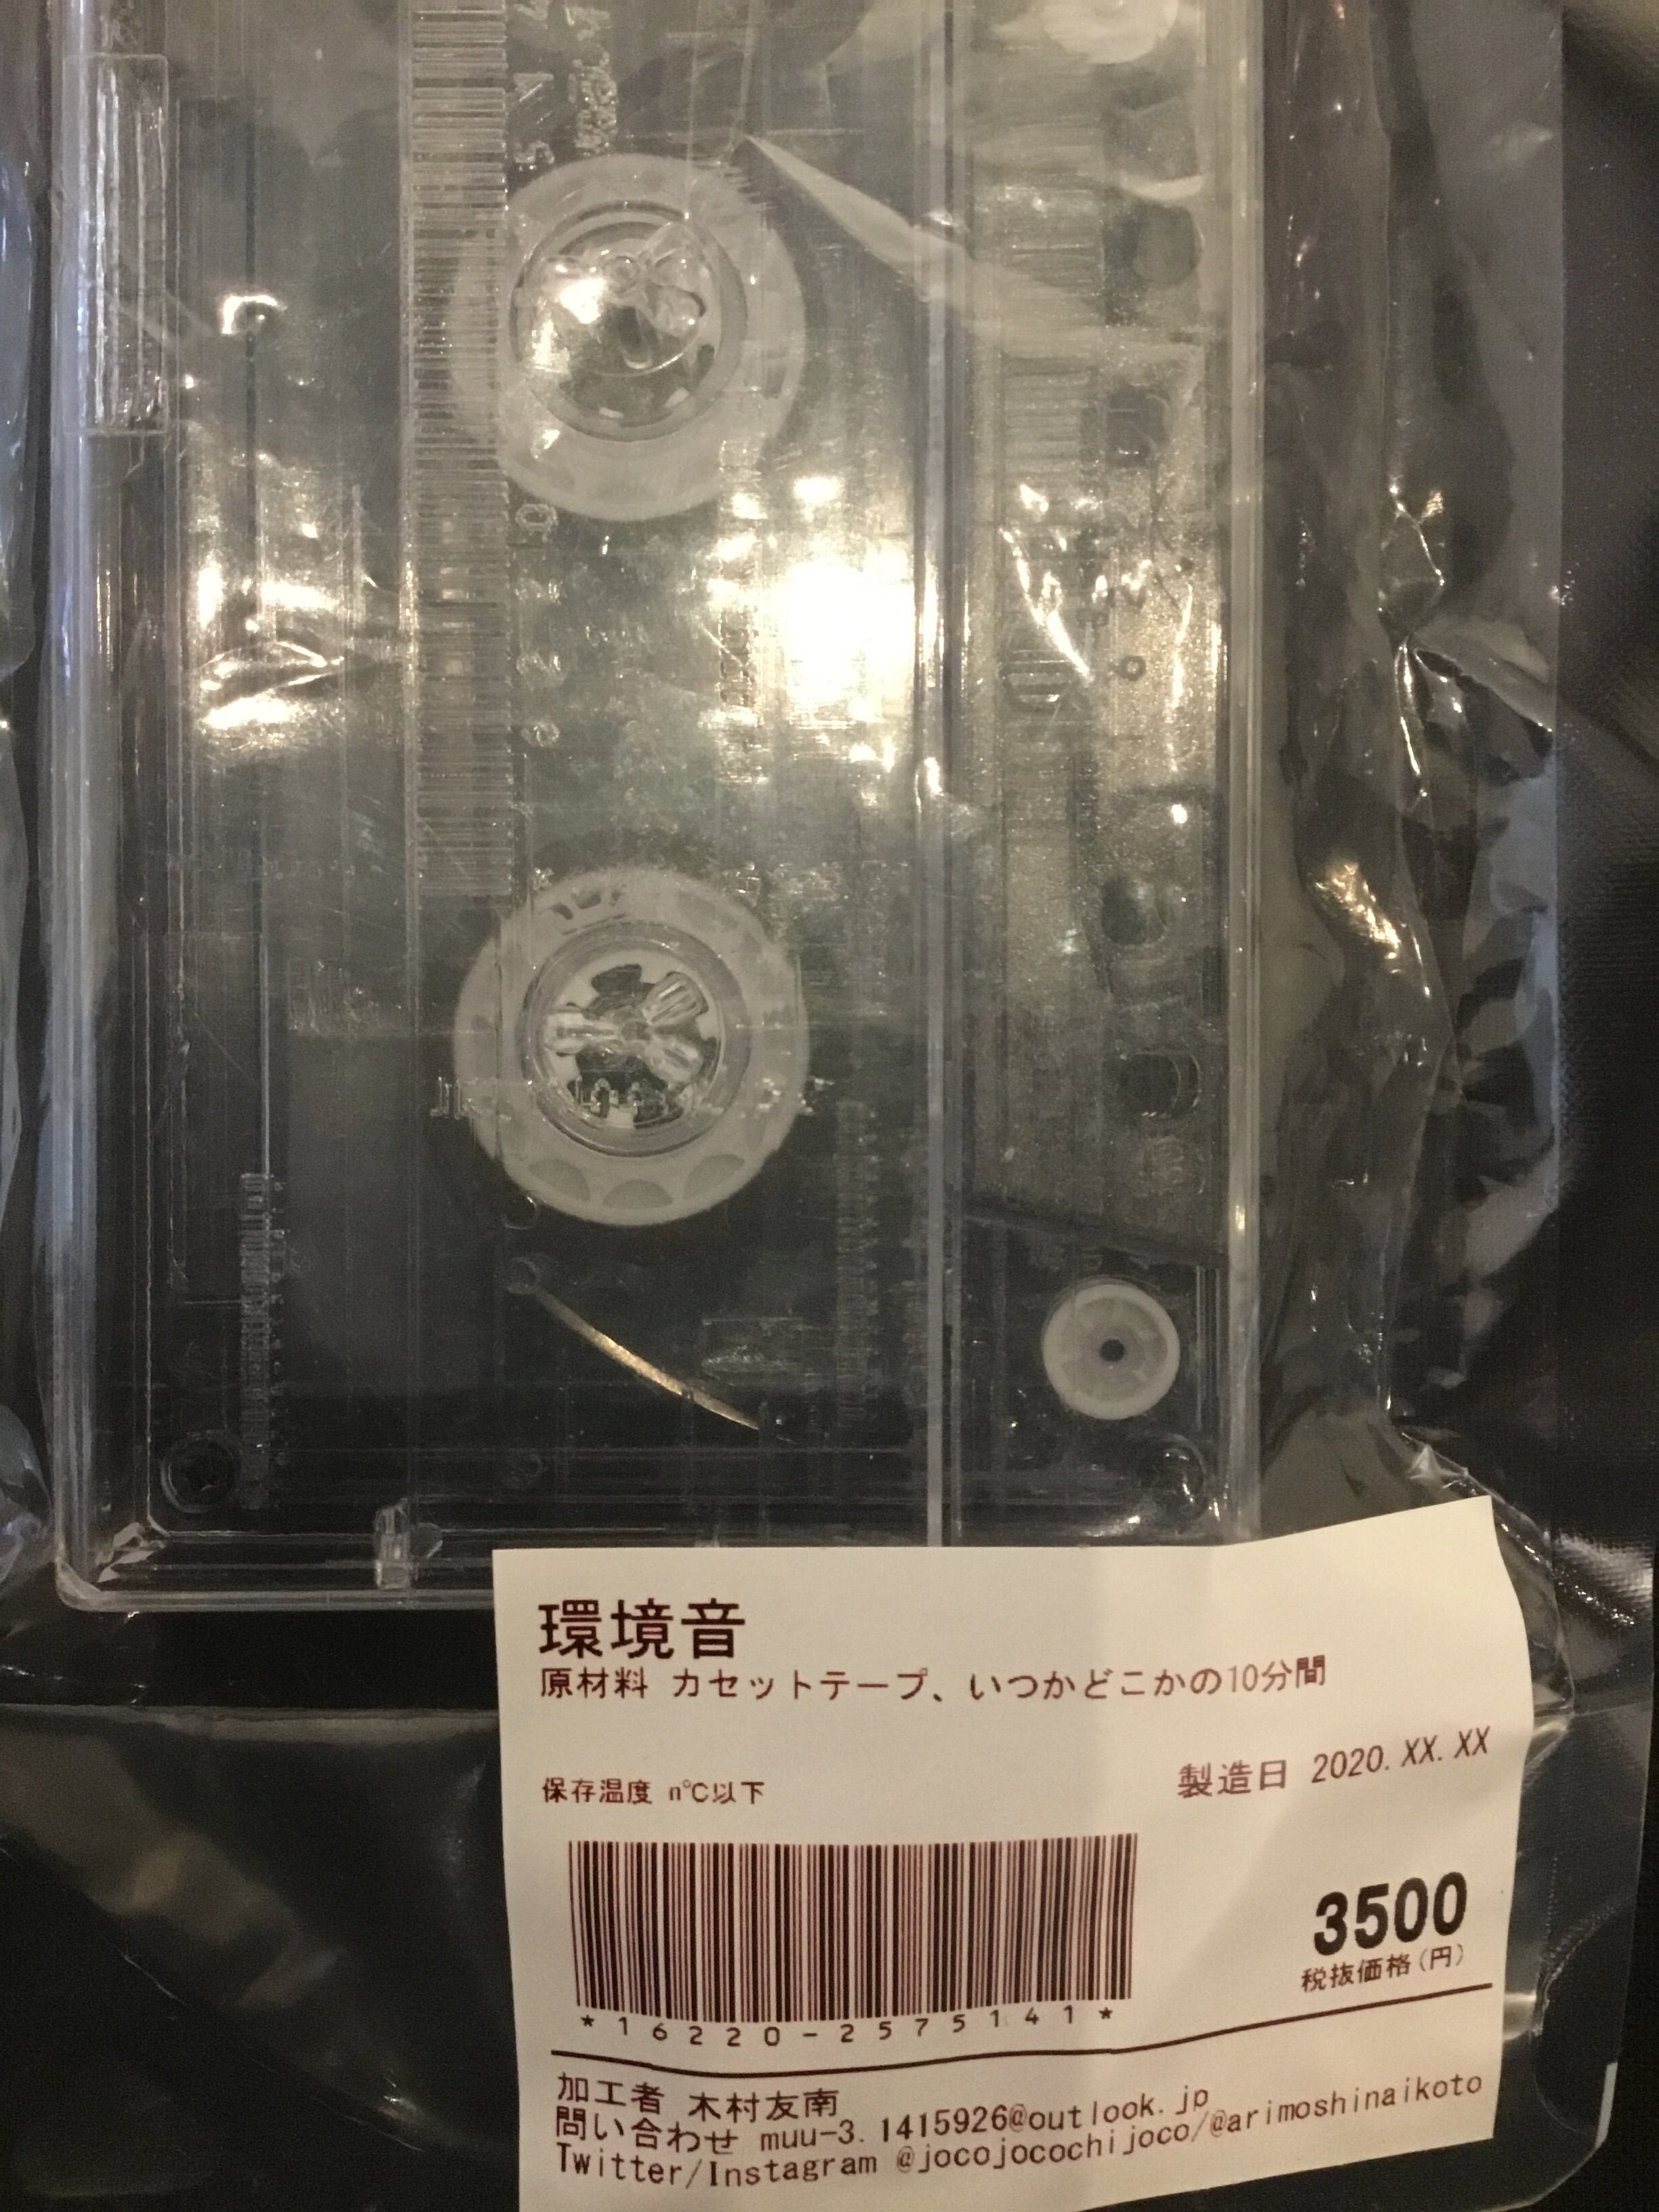 環境音
原材料 カセットテープ、いつかどこかの10分間
製造日 2020.XX.XX
保存温度 n℃以下
3500
税抜価格(円)
*16220-2575141*
加工者 木村友南
問い合わせ muu-3.1415926@outlook.jp
Twitter/Instagram @jocojocochijoco/@arimoshinaikoto